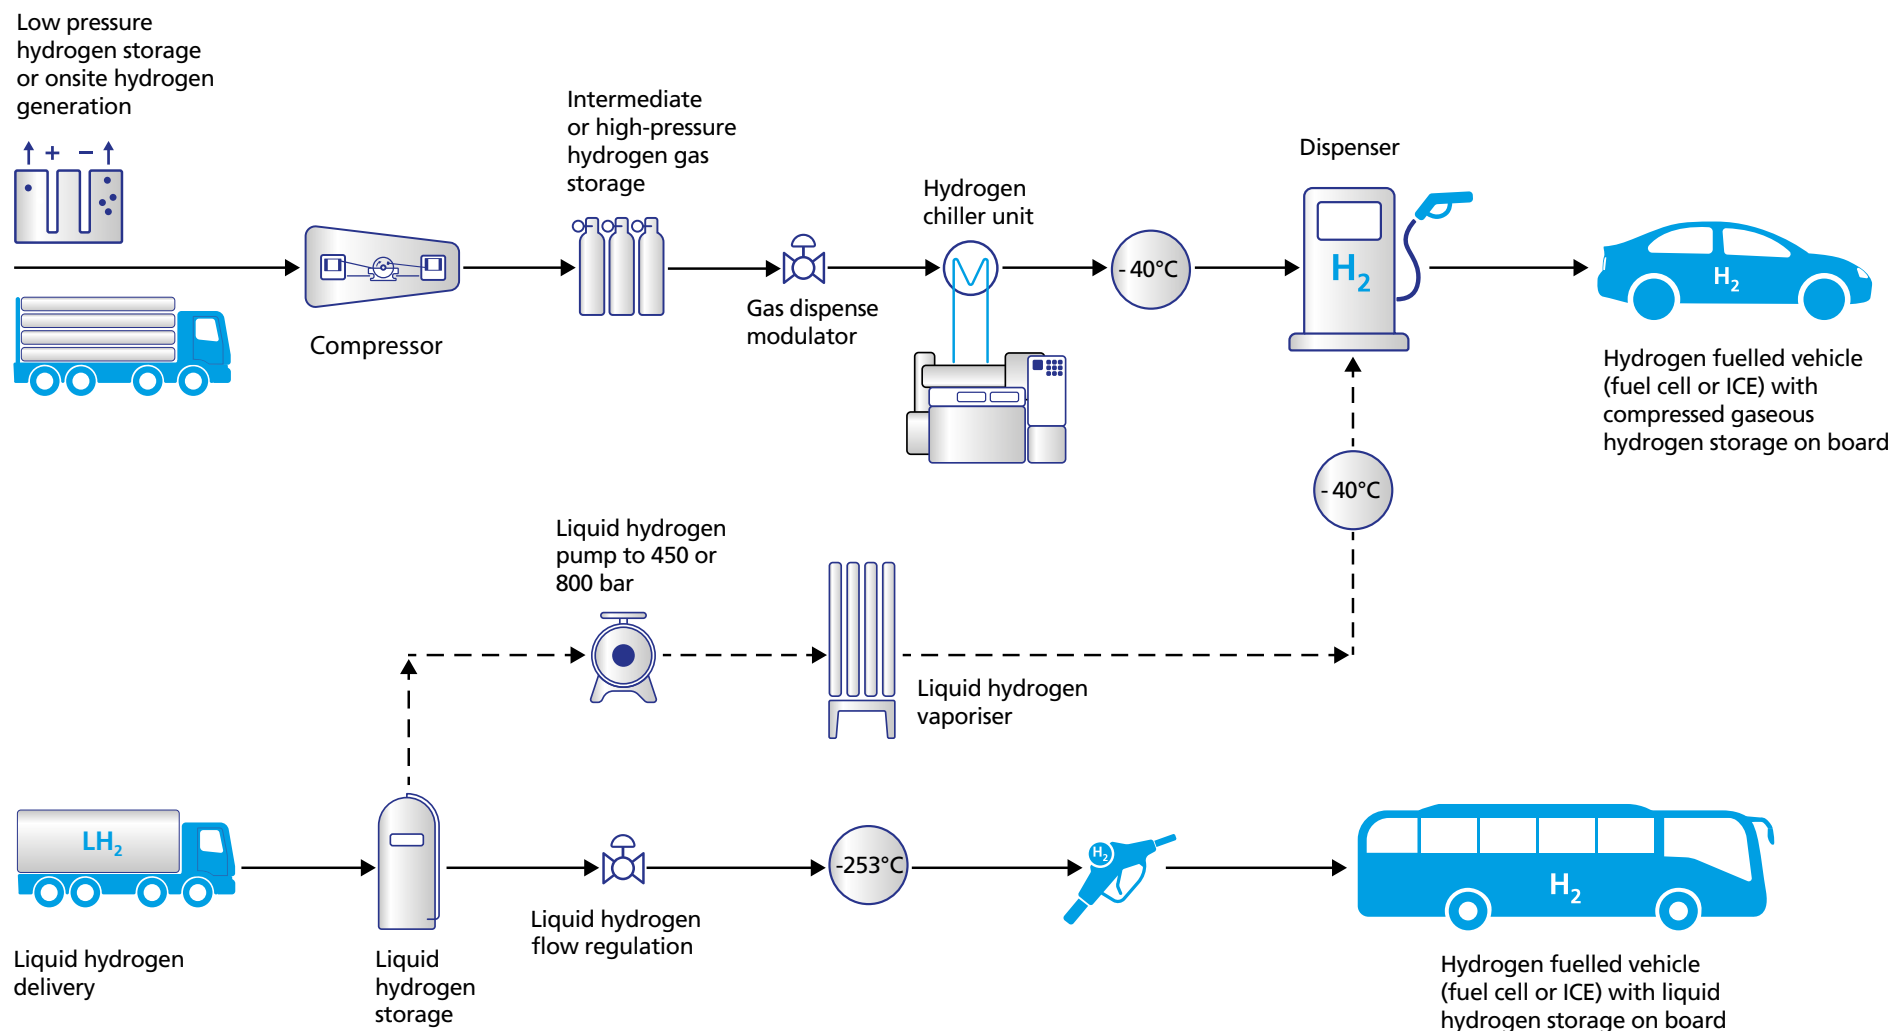 Low pressure
hydrogen storage
or onsite hydrogen
generation
+ −
Compressor
Intermediate
or high-pressure
hydrogen gas
storage
Gas dispense
modulator
Hydrogen
chiller unit
- 40°C
Dispenser
H₂
H₂
Hydrogen fuelled vehicle
(fuel cell or ICE) with
compressed gaseous
hydrogen storage on board
- 40°C
Liquid hydrogen
pump to 450 or
800 bar
Liquid hydrogen
vaporiser
LH₂
Liquid hydrogen
delivery
Liquid
hydrogen
storage
Liquid hydrogen
flow regulation
-253°C
H₂
H₂
Hydrogen fuelled vehicle
(fuel cell or ICE) with liquid
hydrogen storage on board